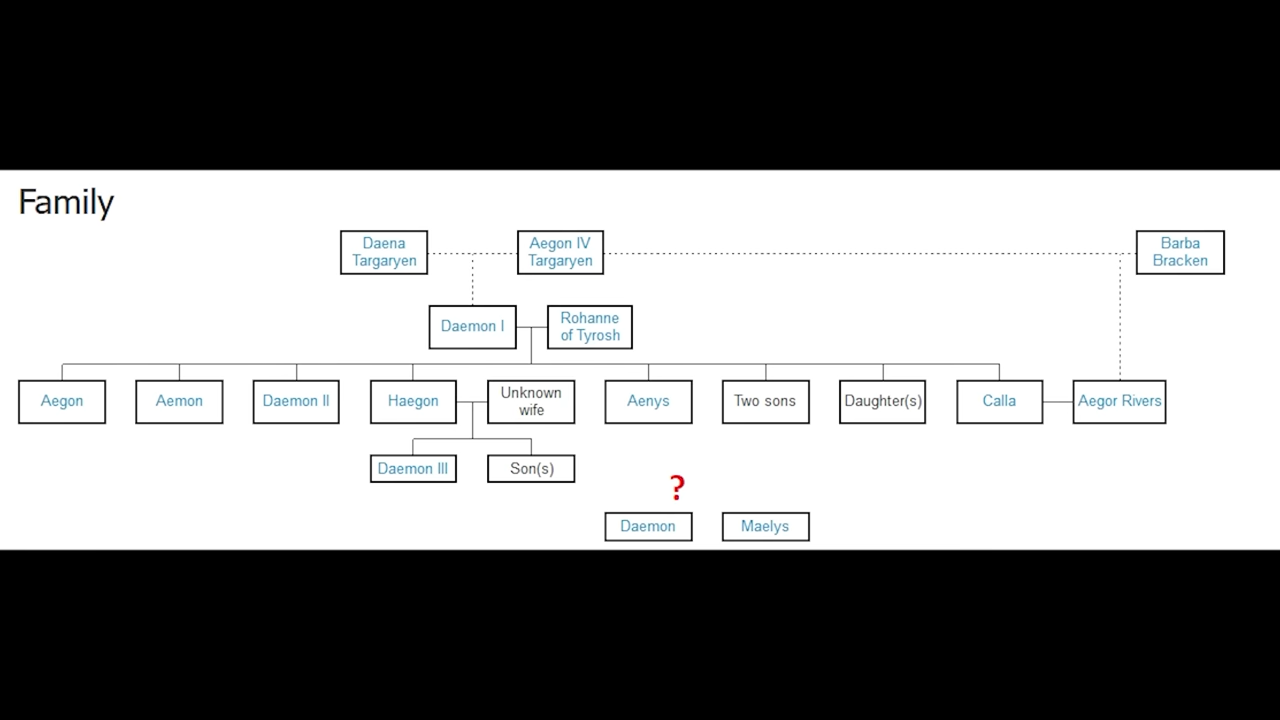 Family
Daena
Targaryen
Aegon IV
Targaryen
Barba
Bracken
Daemon I
Rohanne
of Tyrosh
Aegon
Aemon
Daemon II
Haegon
Unknown
wife
Aenys
Two sons
Daughter(s)
Calla
Aegor Rivers
Daemon III
Son(s)
?
Daemon
Maelys